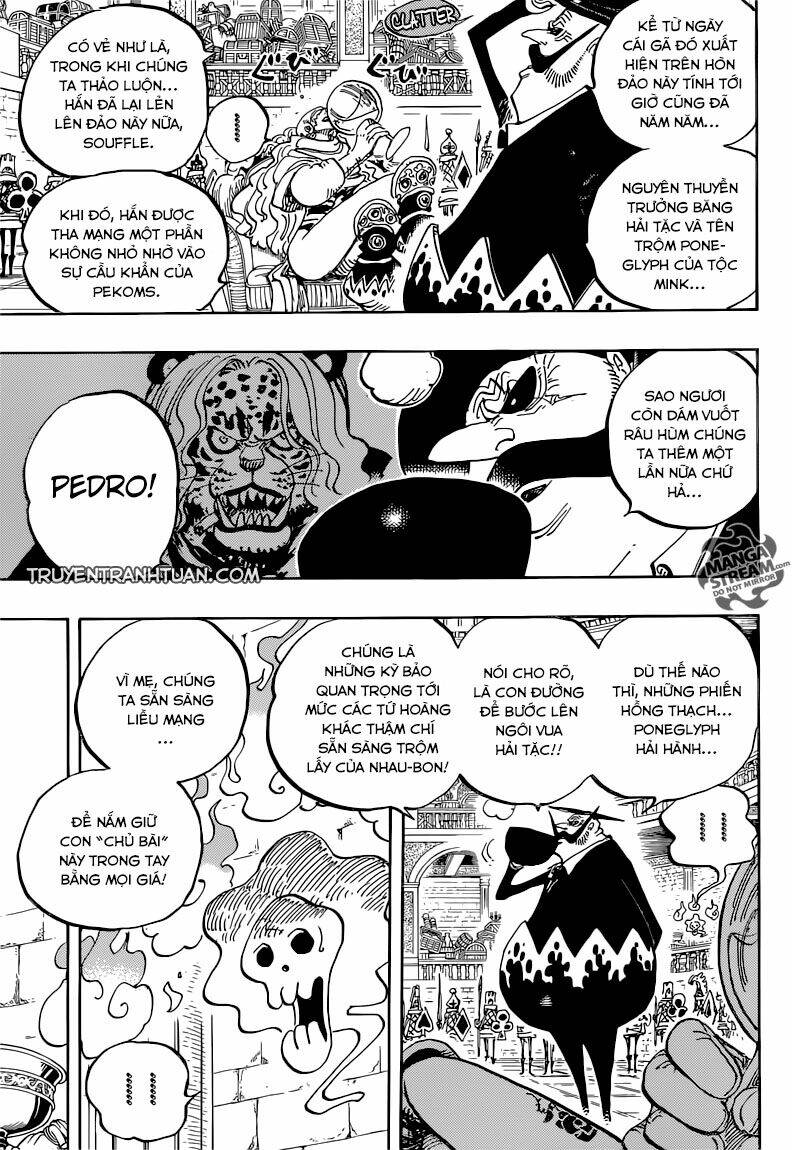 CLATTER
KỂ TỪ NGÀY
CÁI GÃ ĐÓ XUẤT
HIỆN TRÊN HÒN
ĐẢO NÀY TÍNH TỚI
GIỜ CŨNG ĐÃ
NĂM NĂM...
NGUYÊN THUYỀN
TRƯỞNG BĂNG
HẢI TẶC VÀ TÊN
TRỘM PONE-
GLYPH CỦA TỘC
MINK...
ぐび
ぐび
CÓ VẺ NHƯ LÀ,
TRONG KHI CHÚNG
TA THẢO LUẬN...
HẮN ĐÃ LẠI LÊN
LÊN ĐẢO NÀY NỮA,
SOUFFLE.
KHI ĐÓ, HẮN ĐƯỢC
THA MẠNG MỘT PHẦN
KHÔNG NHỎ NHỜ VÀO
SỰ CẦU KHẨN CỦA
PEKOMS.
SAO NGƯƠI
CÒN DÁM VUỐT
RÂU HÙM CHÚNG
TA THÊM MỘT
LẦN NỮA CHỨ
HẢ...
PEDRO!
TRUYENTRANHTUAN.COM
MANGA
STREAM.com
DO NOT MIRROR
DÙ THẾ NÀO
THÌ, NHỮNG PHIẾN
HỒNG THẠCH...
PONEGLYPH
HẢI HÀNH...
NÓI CHO RÕ,
LÀ CON ĐƯỜNG
ĐỂ BƯỚC LÊN
NGÔI VUA
HẢI TẶC!!
CHÚNG LÀ
NHỮNG KỲ BẢO
QUAN TRỌNG TỚI
MỨC CÁC TỨ HOÀNG
KHÁC THẬM CHÍ
SẴN SÀNG TRỘM
LẤY CỦA NHAU-BON!
VÌ MẸ, CHÚNG
TA SẴN SÀNG
LIỀU MẠNG
...
ĐỂ NẮM GIỮ
CON “CHỦ BÀI”
NÀY TRONG TAY
BẰNG MỌI GIÁ!